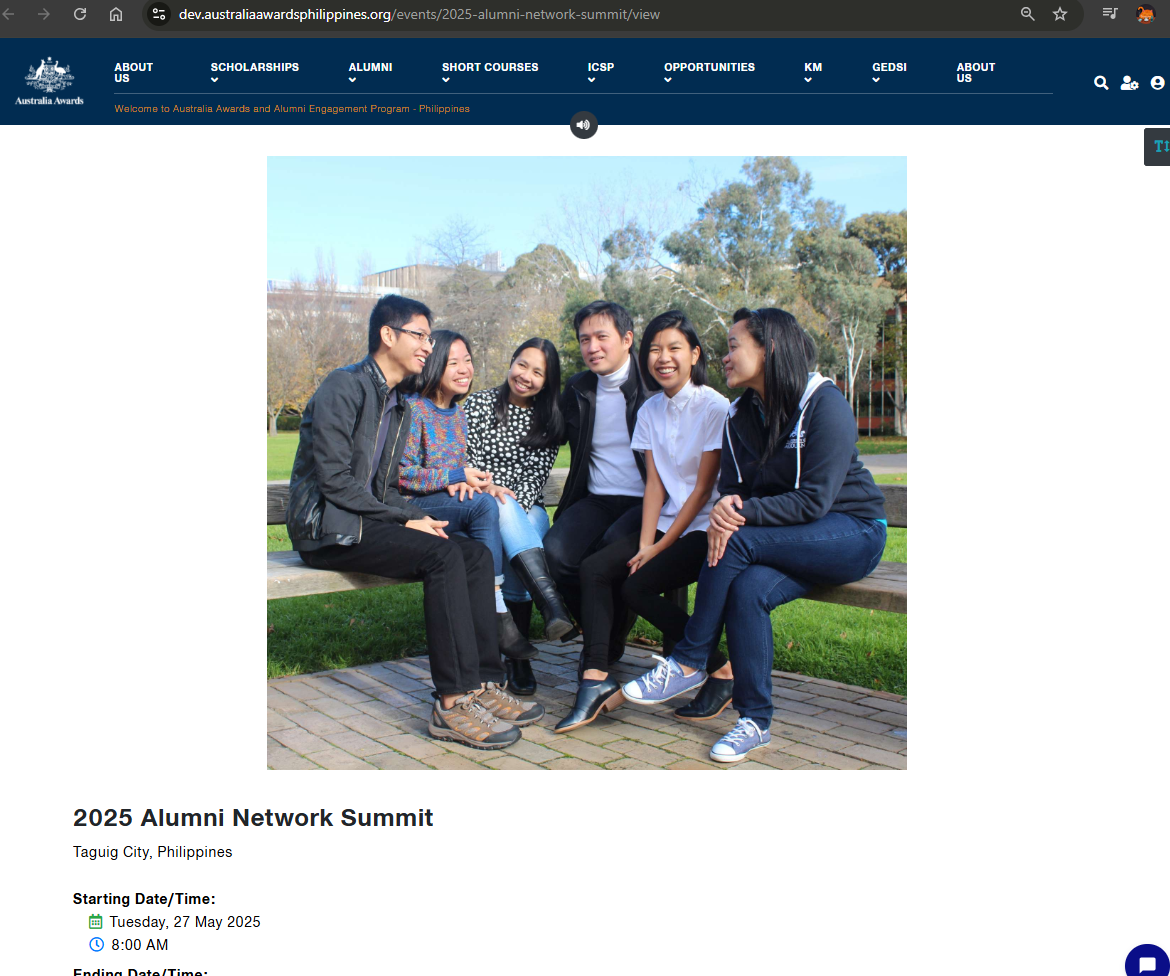 dev.australiaawardsphilippines.org/events/2025-alumni-network-summit/view
ABOUT US
SCHOLARSHIPS
ALUMNI
SHORT COURSES
ICSP
OPPORTUNITIES
KM
GEDSI
ABOUT US
Australia Awards
Welcome to Australia Awards and Alumni Engagement Program - Philippines
T
2025 Alumni Network Summit
Taguig City, Philippines
Starting Date/Time:
Tuesday, 27 May 2025
8:00 AM
Ending Date/Time: